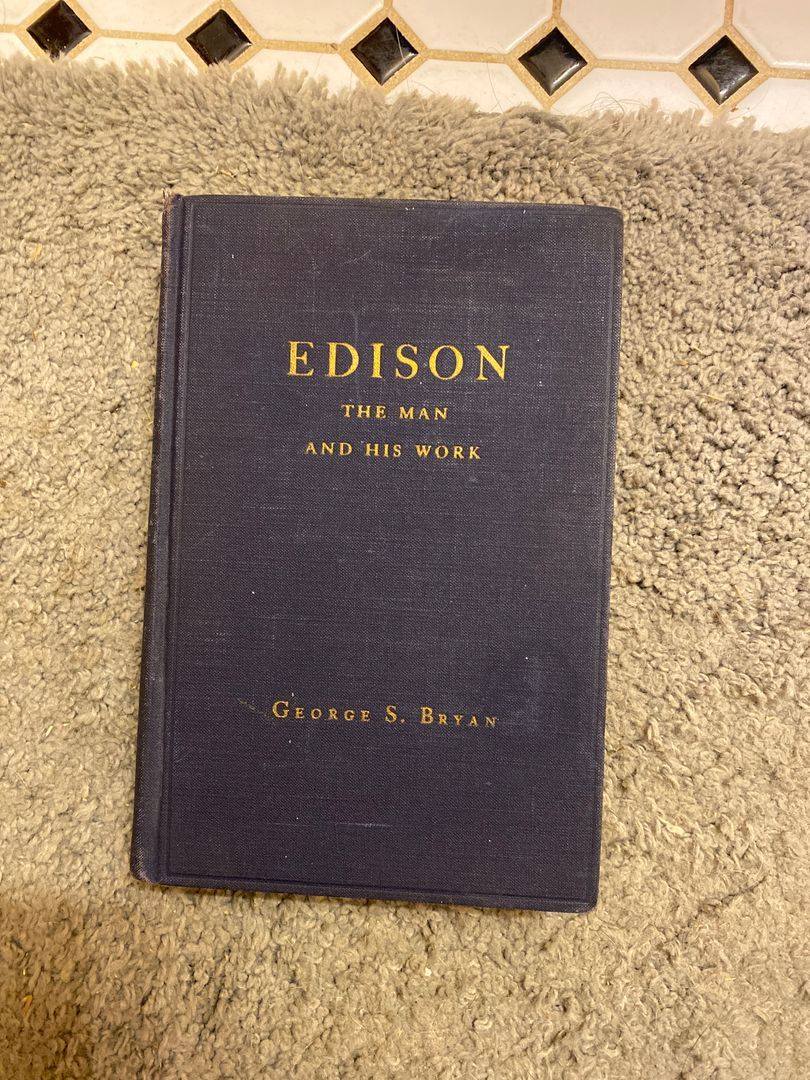 EDISON
THE MAN
AND HIS WORK
GEORGE S. BRYAN